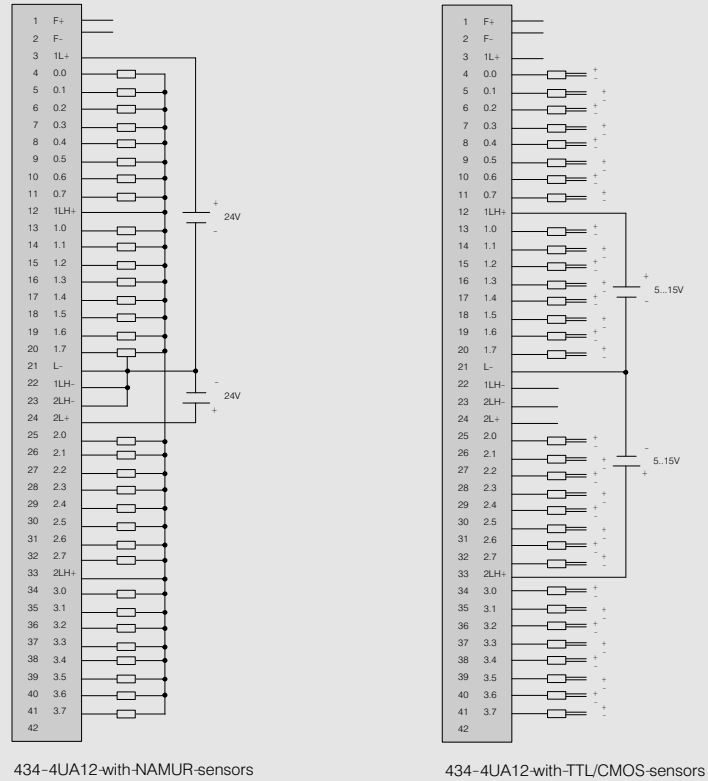 1 F+
2 F-
3 1L+
4 0.0
5 0.1
6 0.2
7 0.3
8 0.4
9 0.5
10 0.6
11 0.7
12 1LH+
13 1.0
14 1.1
15 1.2
16 1.3
17 1.4
18 1.5
19 1.6
20 1.7
21 L-
22 1LH-
23 2LH-
24 2L+
25 2.0
26 2.1
27 2.2
28 2.3
29 2.4
30 2.5
31 2.6
32 2.7
33 2LH+
34 3.0
35 3.1
36 3.2
37 3.3
38 3.4
39 3.5
40 3.6
41 3.7
42
+
24V
-
-
24V
+
434-4UA12-with-NAMUR-sensors
1 F+
2 F-
3 1L+
4 0.0 + -
5 0.1 + -
6 0.2 + -
7 0.3 + -
8 0.4 + -
9 0.5 + -
10 0.6 + -
11 0.7 + -
12 1LH+
13 1.0 + -
14 1.1 + -
15 1.2 + -
16 1.3 + -
17 1.4 + -
18 1.5 + -
19 1.6 + -
20 1.7 + -
21 L-
22 1LH-
23 2LH-
24 2L+
25 2.0 + -
26 2.1 + -
27 2.2 + -
28 2.3 + -
29 2.4 + -
30 2.5 + -
31 2.6 + -
32 2.7 + -
33 2LH+
34 3.0 + -
35 3.1 + -
36 3.2 + -
37 3.3 + -
38 3.4 + -
39 3.5 + -
40 3.6 + -
41 3.7 + -
42
+
5...15V
-
-
5..15V
+
434-4UA12-with-TTL/CMOS-sensors